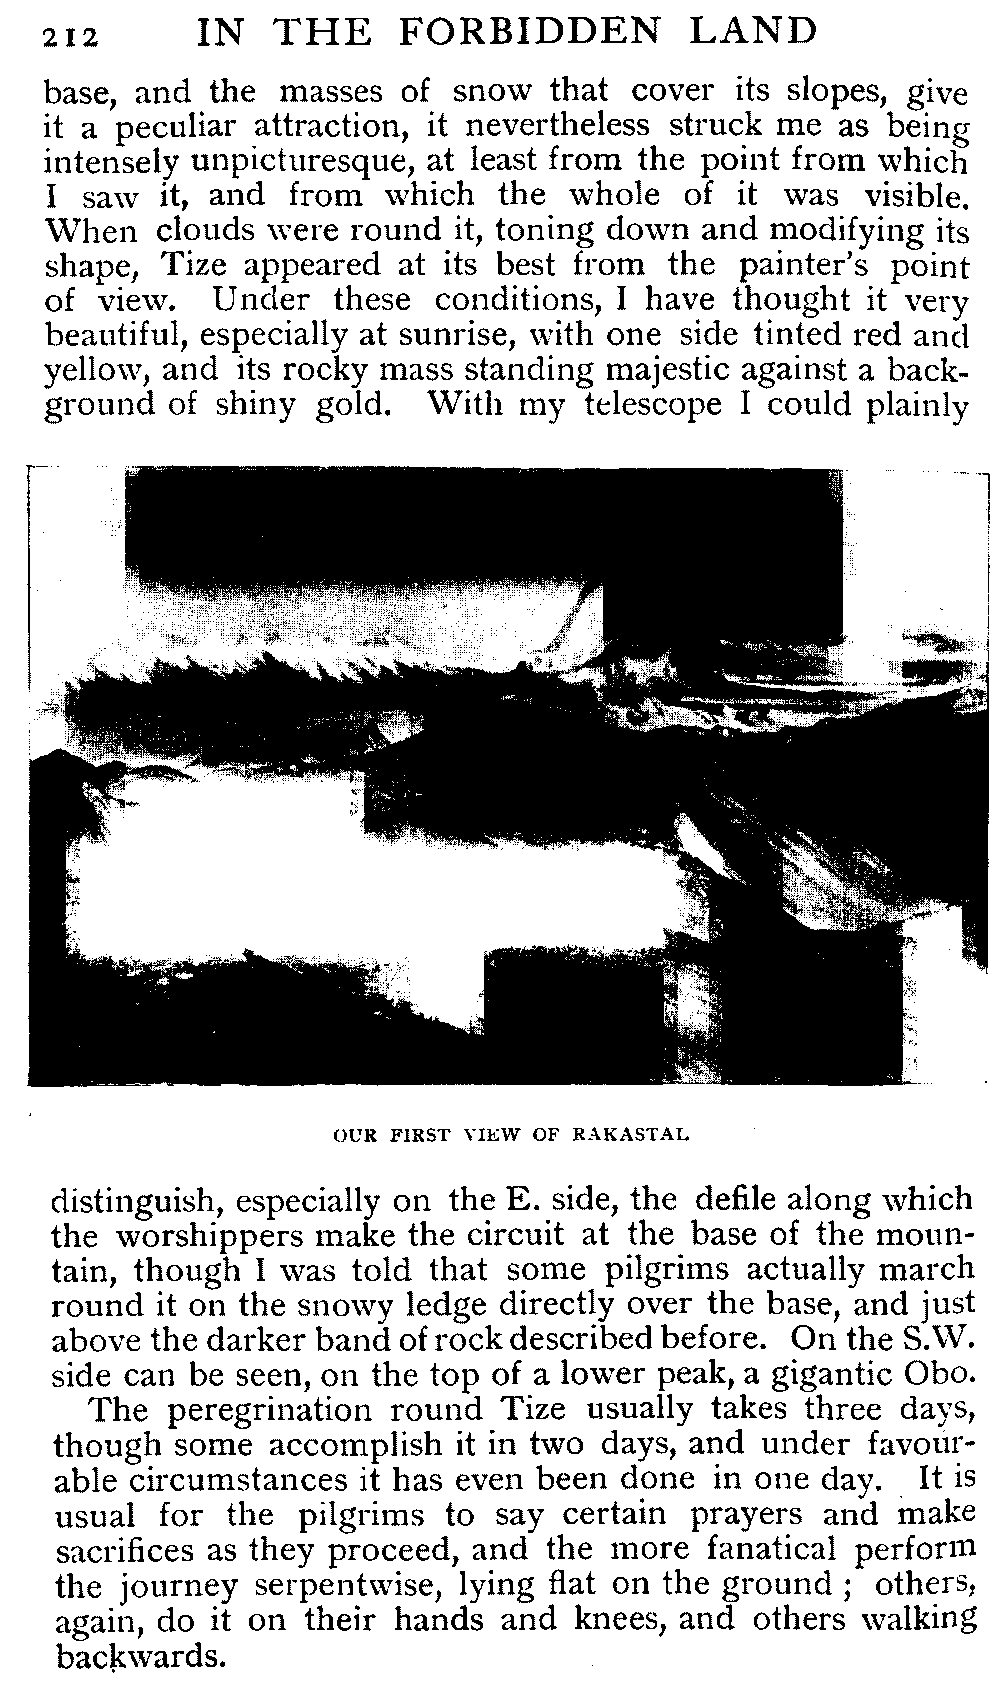 212 IN THE FORBIDDEN LAND
base, and the masses of snow that cover its slopes, give
it a peculiar attraction, it nevertheless struck me as being
intensely unpicturesque, at least from the point from which
I saw it, and from which the whole of it was visible.
When clouds were round it, toning down and modifying its
shape, Tize appeared at its best from the painter's point
of view. Under these conditions, I have thought it very
beautiful, especially at sunrise, with one side tinted red and
yellow, and its rocky mass standing majestic against a back-
ground of shiny gold. With my telescope I could plainly
OUR FIRST VIEW OF RAKASTAL
distinguish, especially on the E. side, the defile along which
the worshippers make the circuit at the base of the moun-
tain, though I was told that some pilgrims actually march
round it on the snowy ledge directly over the base, and just
above the darker band of rock described before. On the S.W.
side can be seen, on the top of a lower peak, a gigantic Obo.
The peregrination round Tize usually takes three days,
though some accomplish it in two days, and under favour-
able circumstances it has even been done in one day. It is
usual for the pilgrims to say certain prayers and make
sacrifices as they proceed, and the more fanatical perform
the journey serpentwise, lying flat on the ground ; others,
again, do it on their hands and knees, and others walking
backwards.